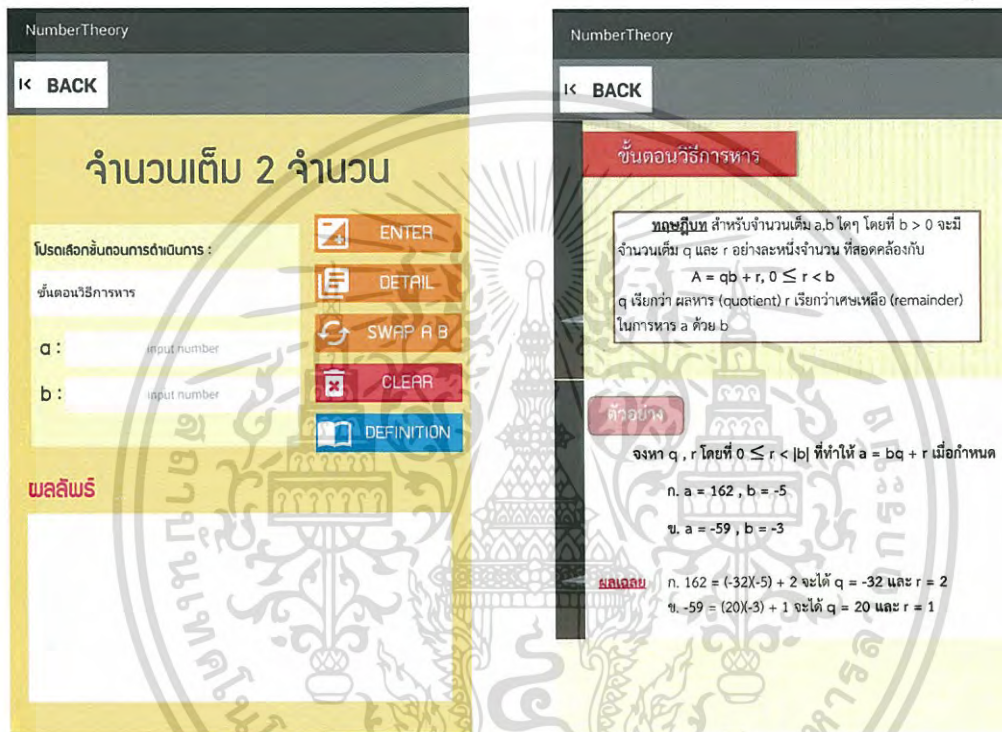 NumberTheory
BACK
จำนวนเต็ม 2 จำนวน
โปรดเลือกขั้นตอนการดำเนินการ :
ขั้นตอนวิธีการหาร
a : input number
b : input number
ENTER
DETAIL
SWAP A B
CLEAR
DEFINITION
ผลลัพธ์
NumberTheory
BACK
ขั้นตอนวิธีการหาร
ทฤษฎีบท สำหรับจำนวนเต็ม a,b ใดๆ โดยที่ b > 0 จะมี
จำนวนเต็ม q และ r อย่างละหนึ่งจำนวน ที่สอดคล้องกับ
A = qb + r, 0 ≤ r < b
q เรียกว่า ผลหาร (quotient) r เรียกว่าเศษเหลือ (remainder)
ในการหาร a ด้วย b
ตัวอย่าง
จงหา q , r โดยที่ 0 ≤ r < |b| ที่ทำให้ a = bq + r เมื่อกำหนด
ก. a = 162 , b = -5
ข. a = -59 , b = -3
ผลเฉลย ก. 162 = (-32)(-5) + 2 จะได้ q = -32 และ r = 2
ข. -59 = (20)(-3) + 1 จะได้ q = 20 และ r = 1